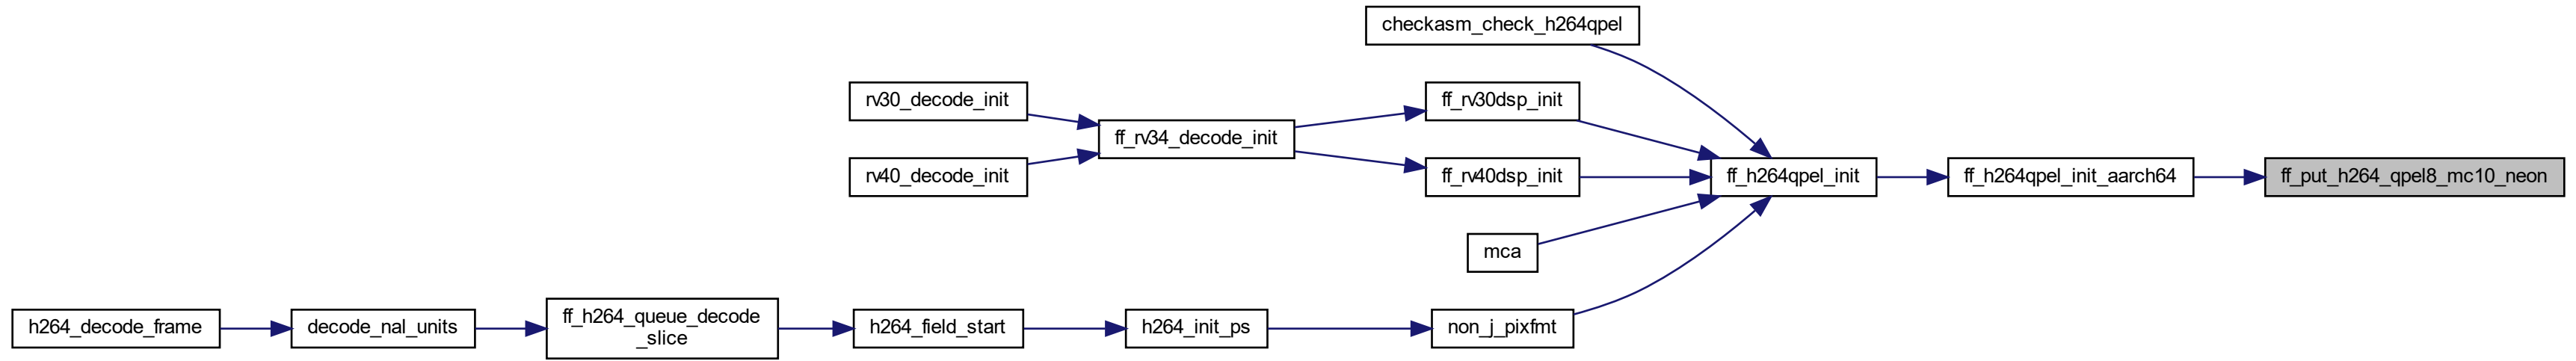 checkasm_check_h264qpel
rv30_decode_init
ff_rv30dsp_init
ff_rv34_decode_init
rv40_decode_init
ff_rv40dsp_init
ff_h264qpel_init
ff_h264qpel_init_aarch64
ff_put_h264_qpel8_mc10_neon
mca
h264_decode_frame
decode_nal_units
ff_h264_queue_decode
_slice
h264_field_start
h264_init_ps
non_j_pixfmt